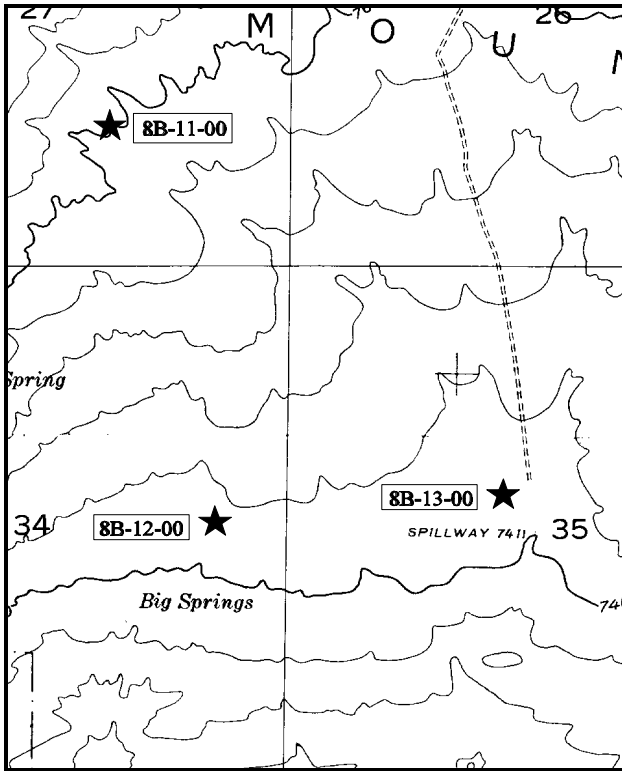 27
26
M
O
U
8B-11-00
Spring
8B-13-00
34
8B-12-00
SPILLWAY 7411
35
Big Springs